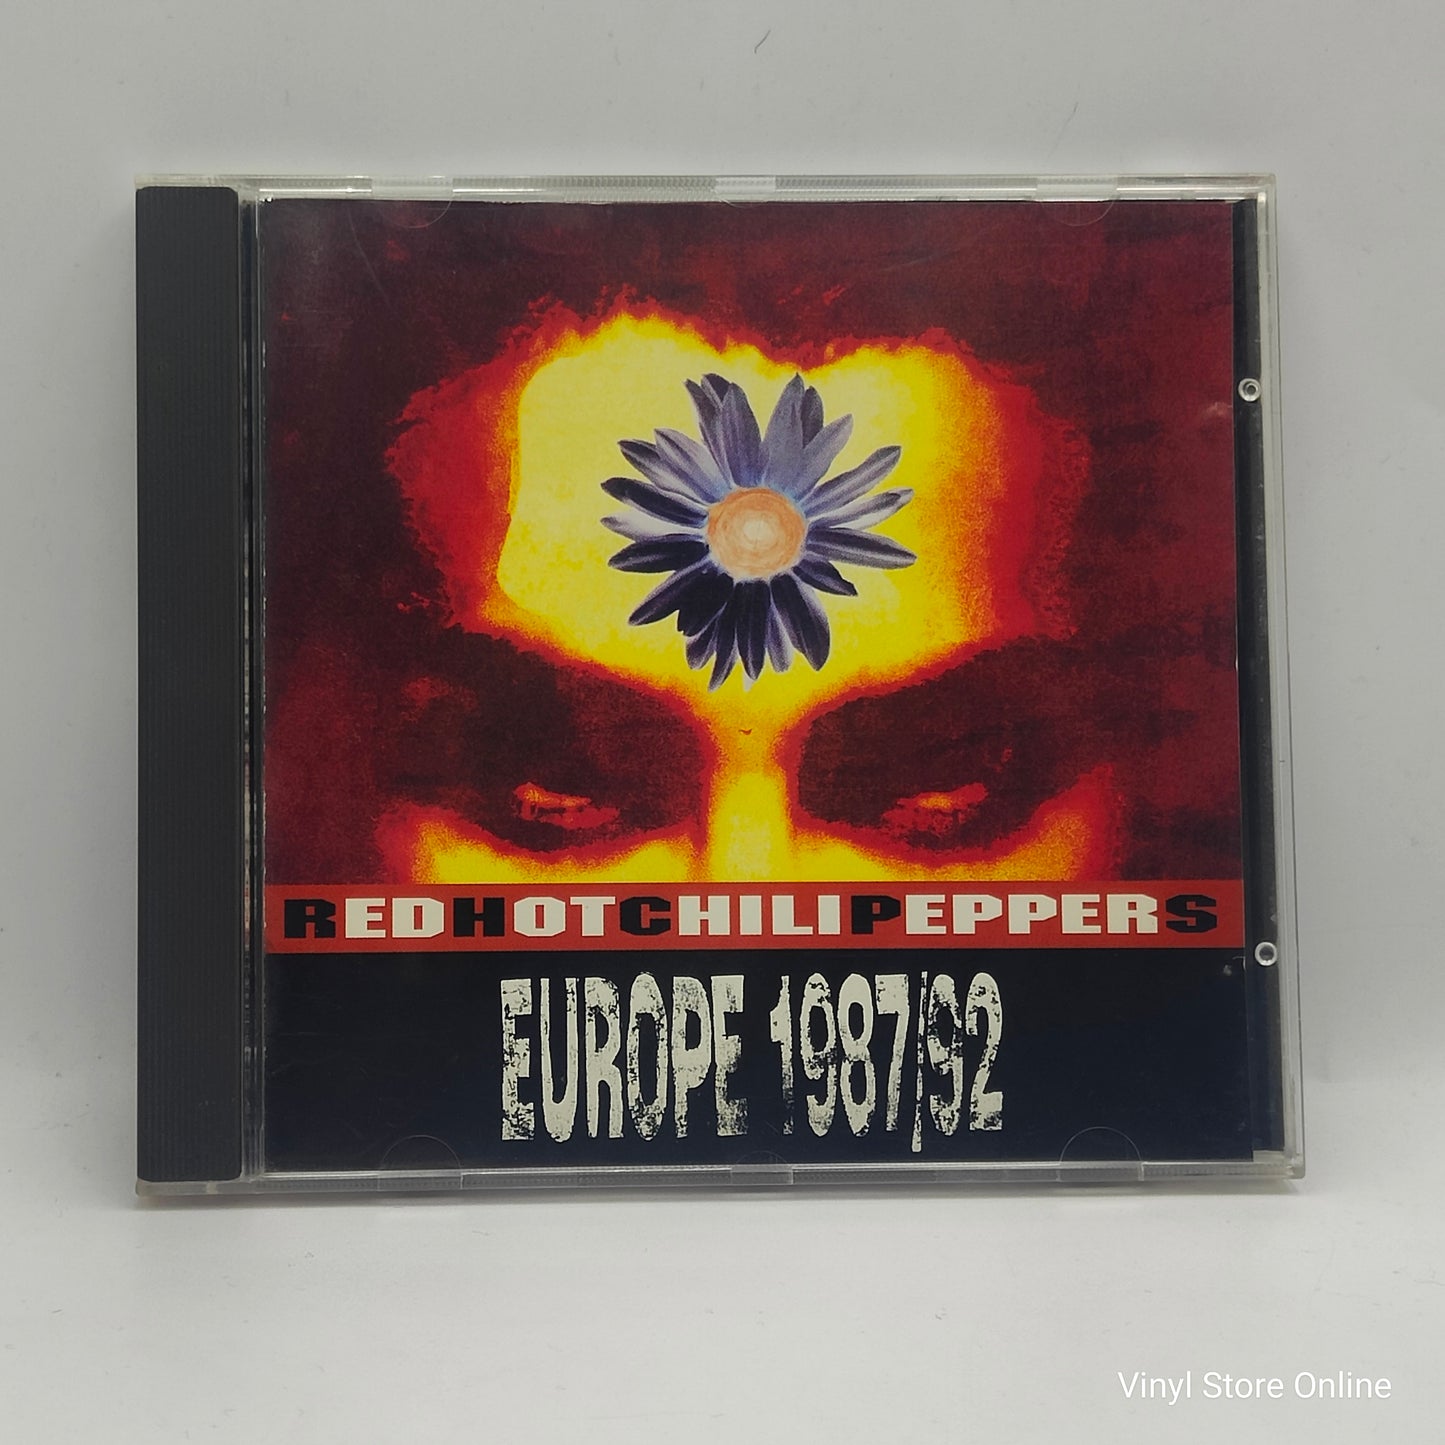 REDHOTCHILIPEPPERS
EUROPE 1987/92
Vinyl Store Online